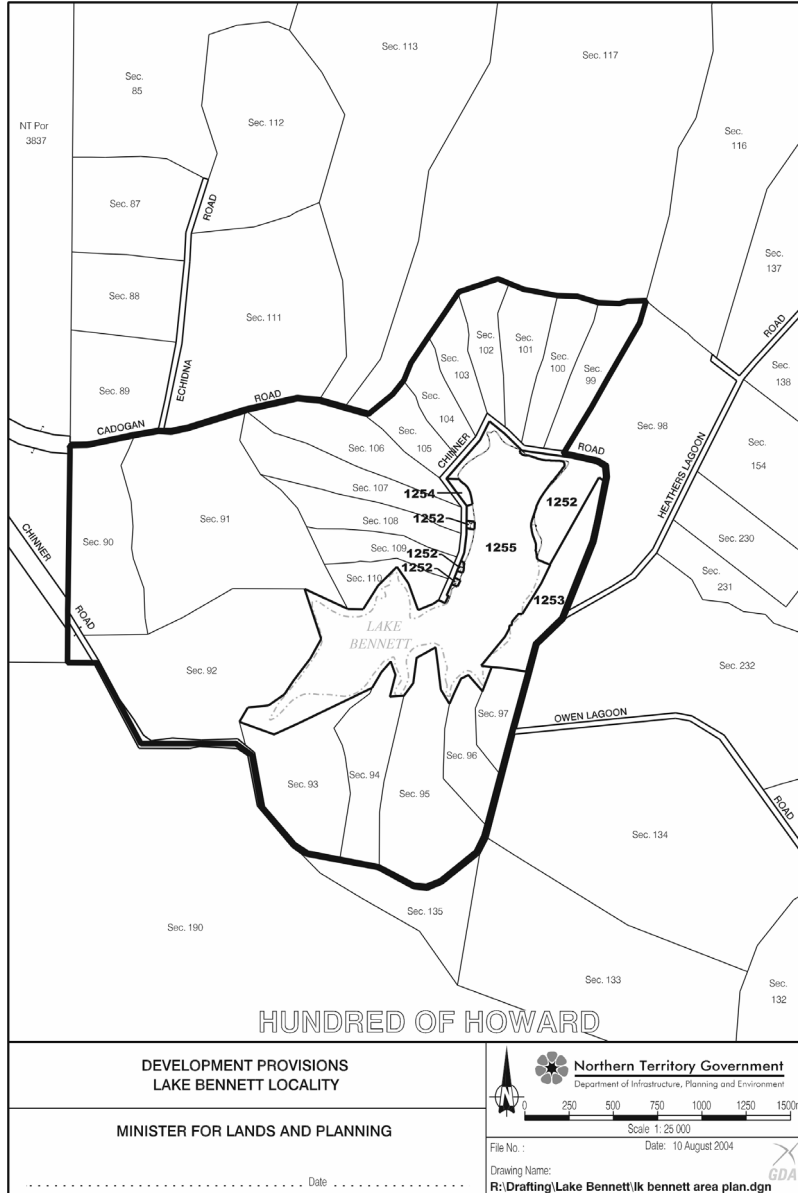 Sec. 113
Sec. 117
Sec.
85
Sec. 112
NT Por
3837
Sec.
116
Sec. 87
ROAD
Sec.
137
Sec. 88
Sec. 111
ROAD
Sec.
138
Sec.
102
Sec.
101
Sec.
100
Sec.
99
Sec.
103
Sec. 89
ECHIDNA
ROAD
CADOGAN
Sec.
104
Sec.
105
Sec. 98
Sec. 106
CHINNER
ROAD
Sec.
154
HEATHERS LAGOON
Sec. 107
1254
1252
Sec. 91
Sec. 108
1252
Sec. 90
Sec. 230
CHINNER
Sec. 109
1252
1255
Sec. 110
1252
Sec.
231
1253
ROAD
LAKE
BENNETT
Sec. 92
Sec. 232
Sec. 97
OWEN LAGOON
Sec. 96
Sec. 94
Sec. 93
Sec. 95
ROAD
Sec. 134
Sec. 135
Sec. 190
Sec. 133
Sec.
132
HUNDRED OF HOWARD
DEVELOPMENT PROVISIONS
LAKE BENNETT LOCALITY
MINISTER FOR LANDS AND PLANNING
Date
N
Northern Territory Government
Department of Infrastructure, Planning and Environment
0 250 500 750 1000 1250 1500m
Scale 1: 25 000
File No. :
Date: 10 August 2004
Drawing Name:
R:\Drafting\Lake Bennett\lk bennett area plan.dgn
GDA